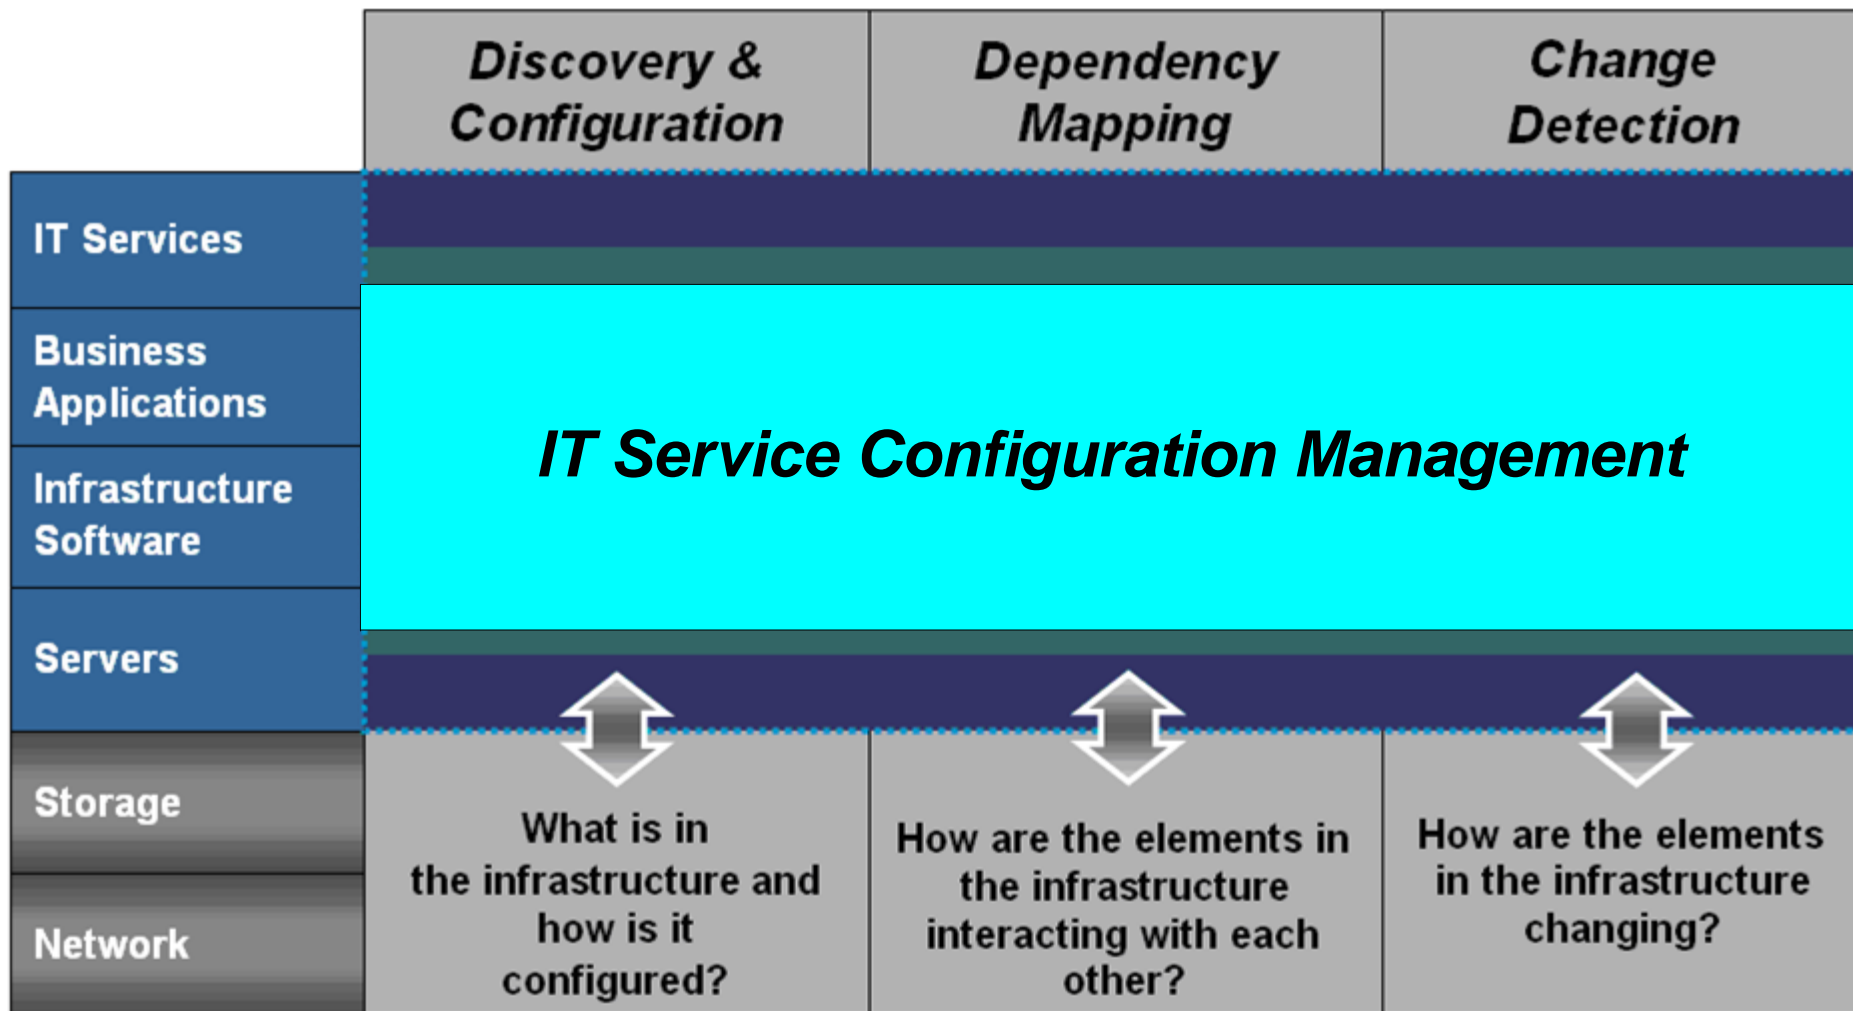 Discovery &
Configuration
Dependency
Mapping
Change
Detection
IT Services
Business
Applications
Infrastructure
Software
Servers
Storage
Network
IT Service Configuration Management
What is in
the infrastructure and
how is it
configured?
How are the elements in
the infrastructure
interacting with each
other?
How are the elements
in the infrastructure
changing?